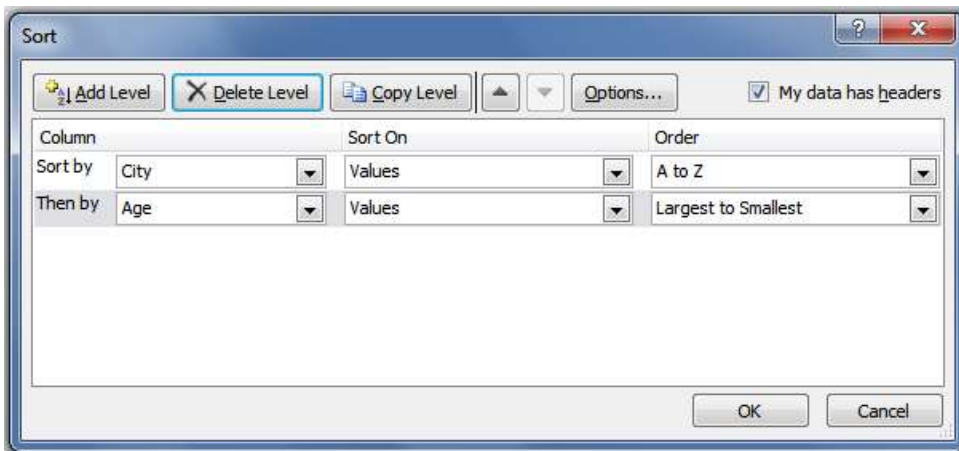 Sort
Add Level Delete Level Copy Level Options... My data has headers
Column Sort On Order
Sort by City Values A to Z
Then by Age Values Largest to Smallest
OK Cancel